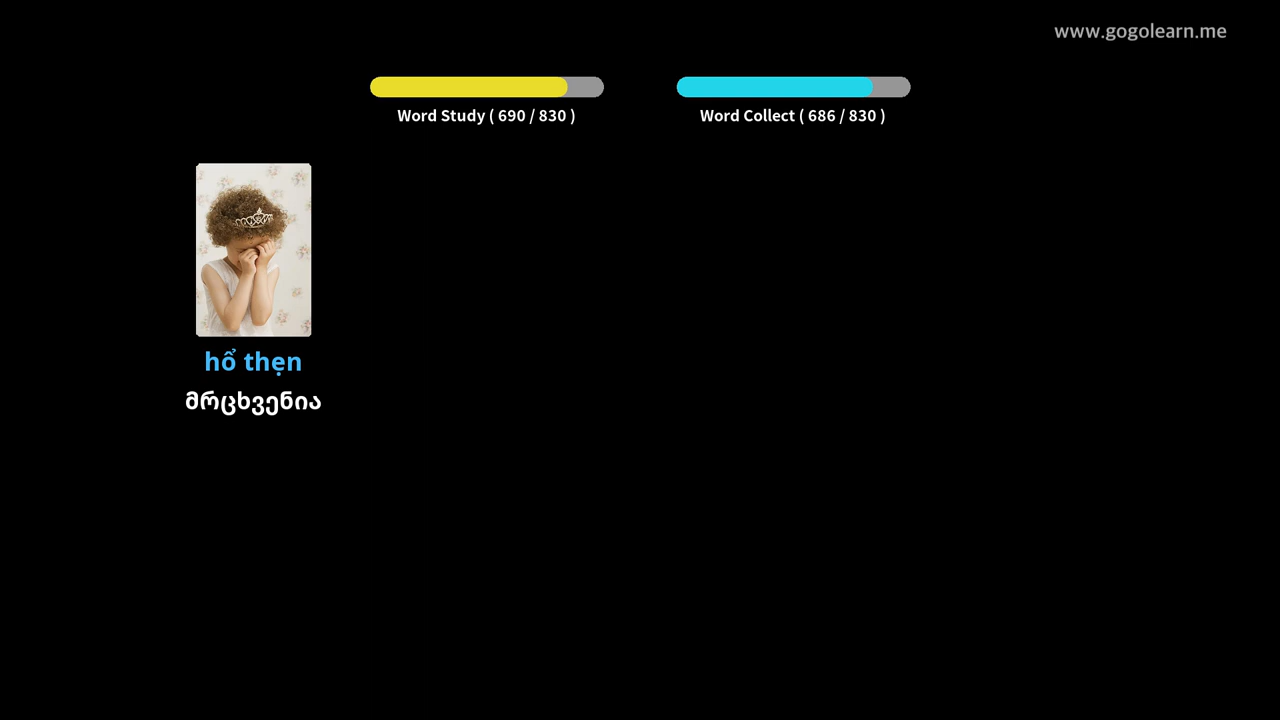 www.gogolearn.me
Word Study ( 690 / 830 )
Word Collect ( 686 / 830 )
hổ thẹn
მრცხვენია